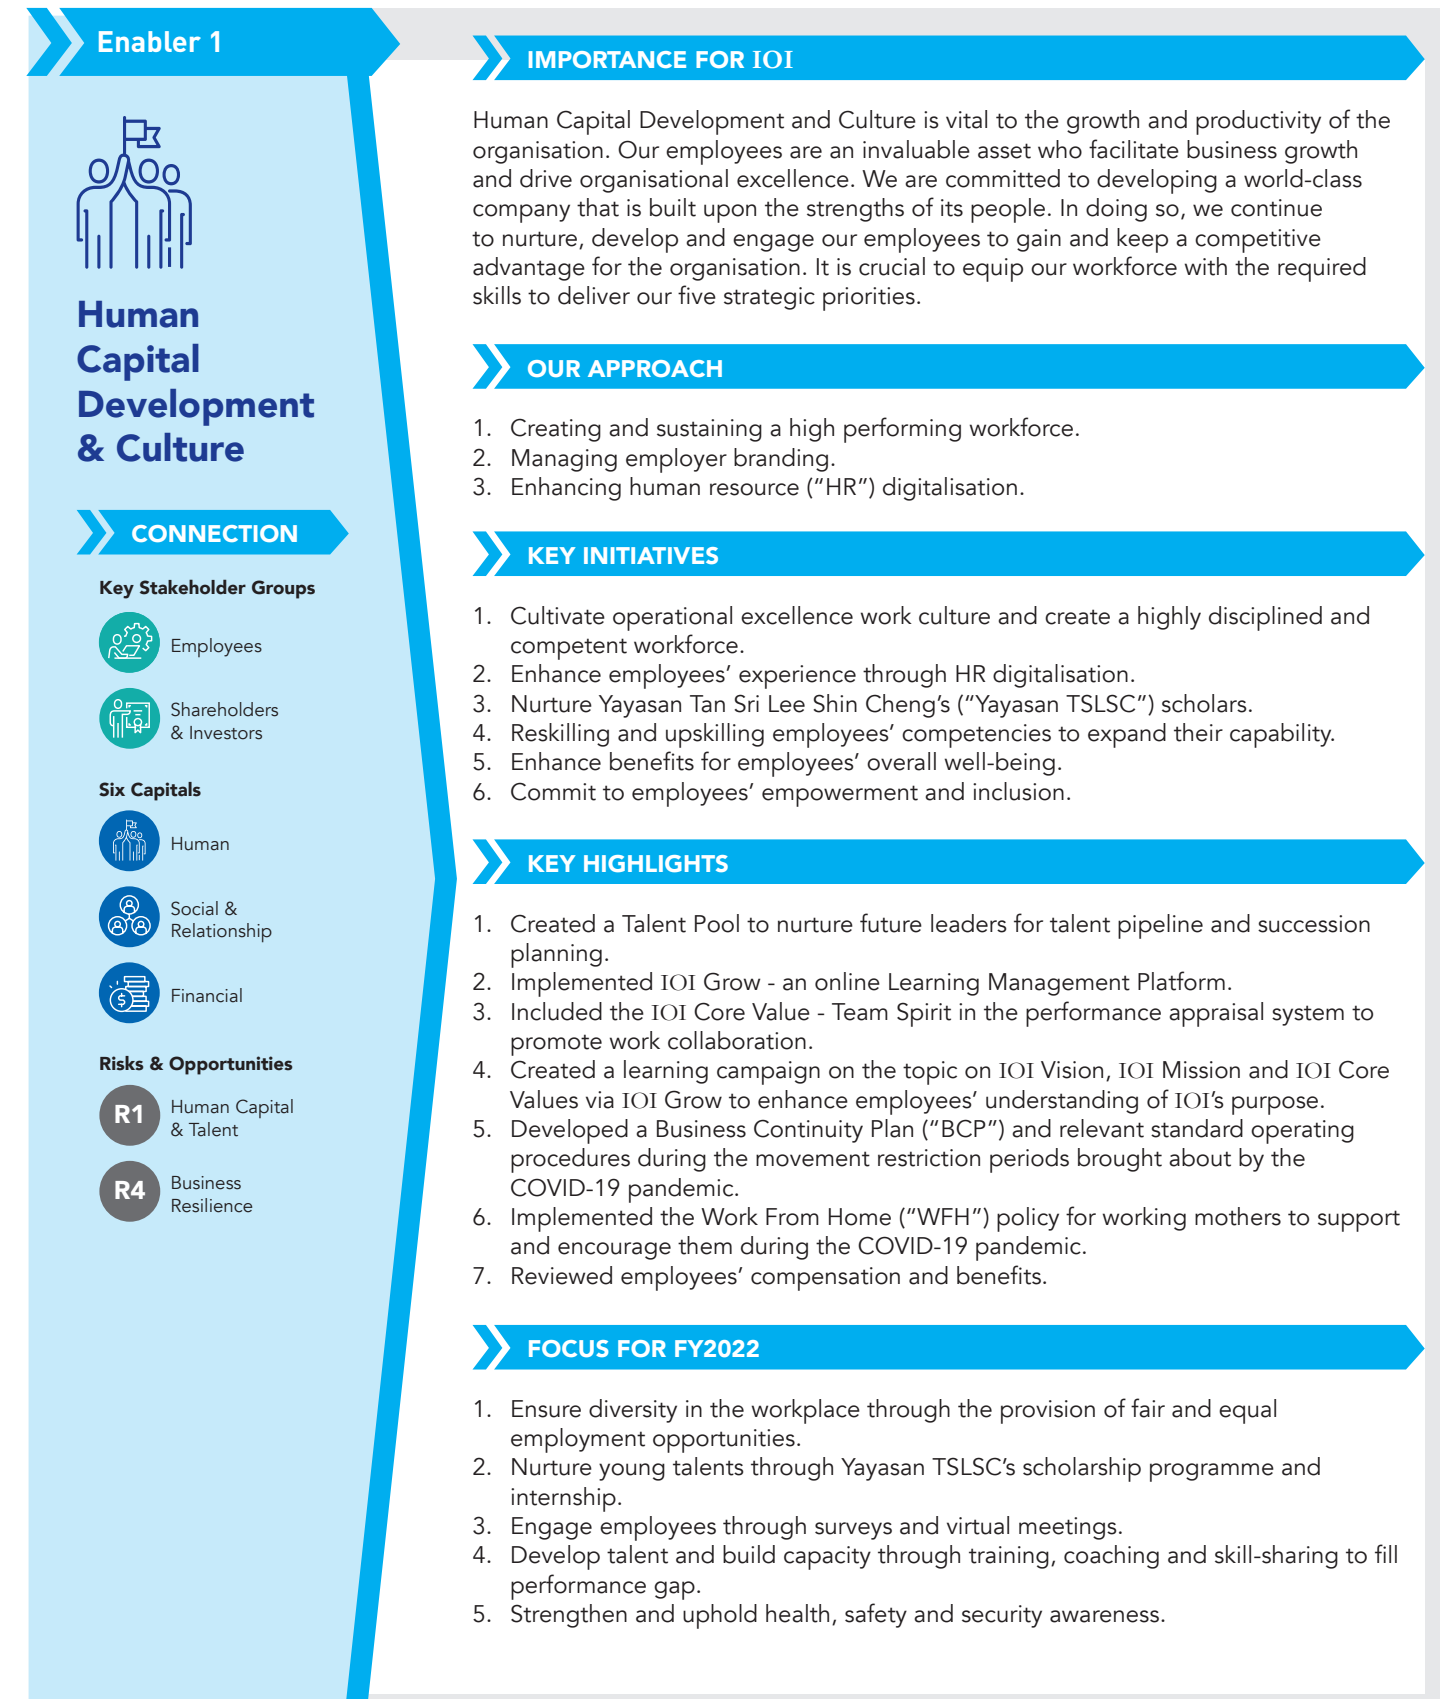 Enabler 1
Human
Capital
Development
& Culture
CONNECTION
Key Stakeholder Groups
Employees
Shareholders
& Investors
Six Capitals
Human
Social &
Relationship
Financial
Risks & Opportunities
R1
Human Capital
& Talent
R4
Business
Resilience
IMPORTANCE FOR IOI
Human Capital Development and Culture is vital to the growth and productivity of the
organisation. Our employees are an invaluable asset who facilitate business growth
and drive organisational excellence. We are committed to developing a world-class
company that is built upon the strengths of its people. In doing so, we continue
to nurture, develop and engage our employees to gain and keep a competitive
advantage for the organisation. It is crucial to equip our workforce with the required
skills to deliver our five strategic priorities.
OUR APPROACH
1. Creating and sustaining a high performing workforce.
2. Managing employer branding.
3. Enhancing human resource (“HR”) digitalisation.
KEY INITIATIVES
1. Cultivate operational excellence work culture and create a highly disciplined and
competent workforce.
2. Enhance employees’ experience through HR digitalisation.
3. Nurture Yayasan Tan Sri Lee Shin Cheng’s (“Yayasan TSLSC”) scholars.
4. Reskilling and upskilling employees’ competencies to expand their capability.
5. Enhance benefits for employees’ overall well-being.
6. Commit to employees’ empowerment and inclusion.
KEY HIGHLIGHTS
1. Created a Talent Pool to nurture future leaders for talent pipeline and succession
planning.
2. Implemented IOI Grow - an online Learning Management Platform.
3. Included the IOI Core Value - Team Spirit in the performance appraisal system to
promote work collaboration.
4. Created a learning campaign on the topic on IOI Vision, IOI Mission and IOI Core
Values via IOI Grow to enhance employees’ understanding of IOI’s purpose.
5. Developed a Business Continuity Plan (“BCP”) and relevant standard operating
procedures during the movement restriction periods brought about by the
COVID-19 pandemic.
6. Implemented the Work From Home (“WFH”) policy for working mothers to support
and encourage them during the COVID-19 pandemic.
7. Reviewed employees’ compensation and benefits.
FOCUS FOR FY2022
1. Ensure diversity in the workplace through the provision of fair and equal
employment opportunities.
2. Nurture young talents through Yayasan TSLSC’s scholarship programme and
internship.
3. Engage employees through surveys and virtual meetings.
4. Develop talent and build capacity through training, coaching and skill-sharing to fill
performance gap.
5. Strengthen and uphold health, safety and security awareness.